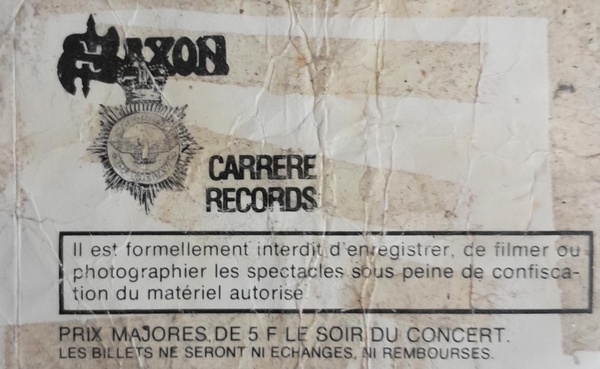 SAXON
CARRERE
RECORDS
Il est formellement interdit d'enregistrer, de filmer ou
photographier les spectacles sous peine de confisca-
tion du matériel autorise
PRIX MAJORES DE 5 F LE SOIR DU CONCERT.
LES BILLETS NE SERONT NI ECHANGES, NI REMBOURSES.